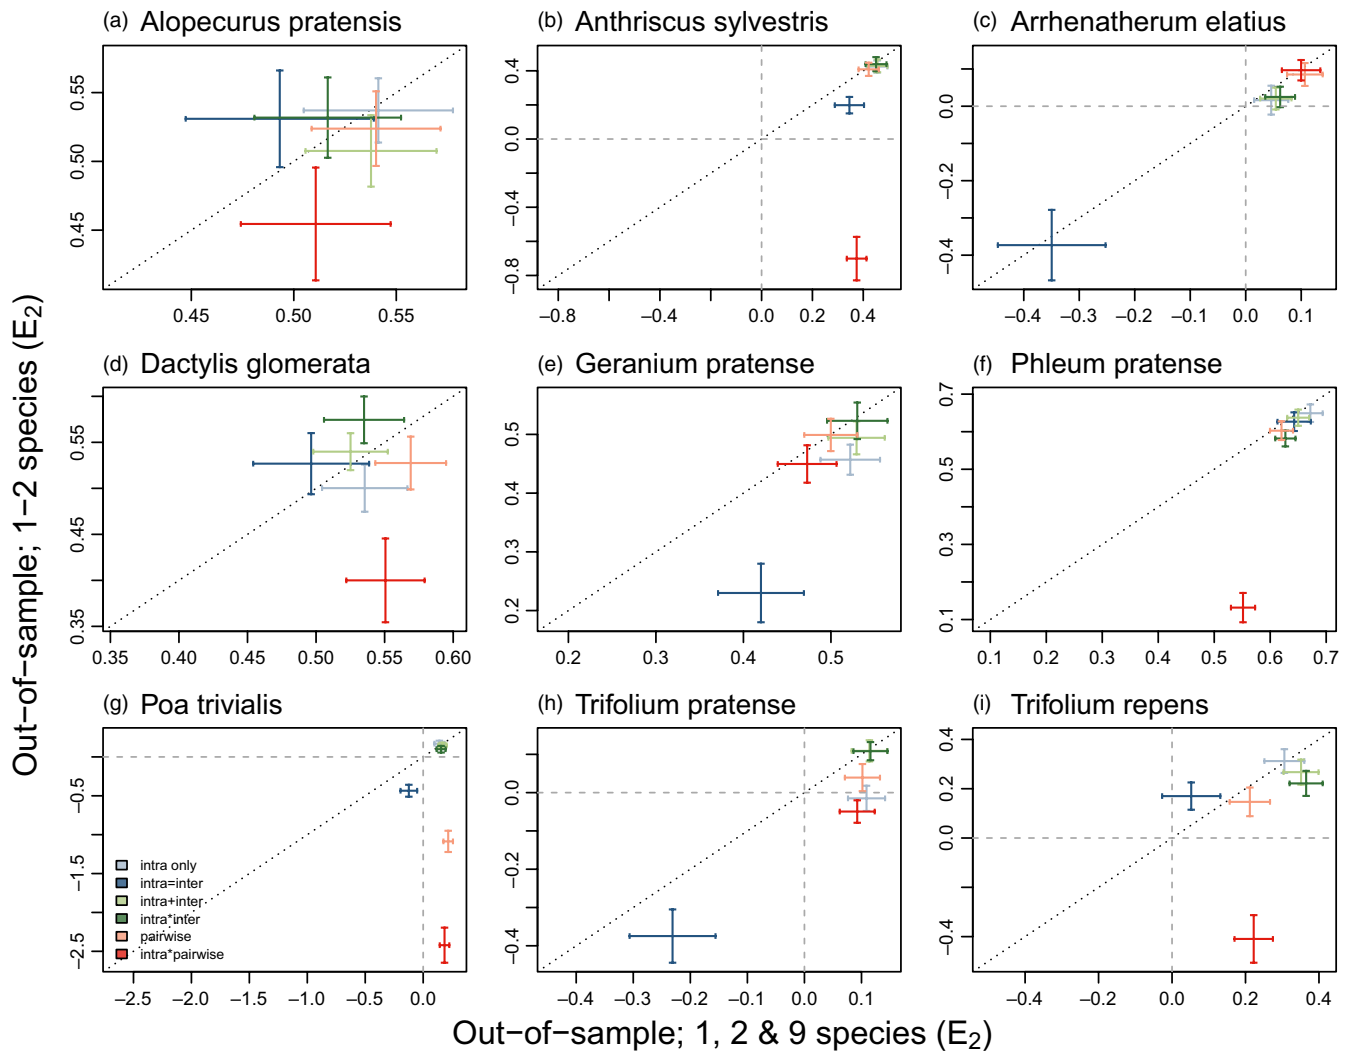 (a) Alopecurus pratensis
(b) Anthriscus sylvestris
(c) Arrhenatherum elatius
0.55
0.50
0.45
0.45 0.50 0.55
0.4
0.0
−0.4
−0.8
−0.8 −0.4 0.0 0.2 0.4
0.0
−0.2
−0.4
−0.4 −0.3 −0.2 −0.1 0.0 0.1
(d) Dactylis glomerata
(e) Geranium pratense
(f) Phleum pratense
0.55
0.45
0.35
0.35 0.40 0.45 0.50 0.55 0.60
0.5
0.4
0.3
0.2
0.2 0.3 0.4 0.5
0.7
0.5
0.3
0.1
0.1 0.2 0.3 0.4 0.5 0.6 0.7
(g) Poa trivialis
(h) Trifolium pratense
(i) Trifolium repens
−0.5
−1.5
−2.5
intra only
intra=inter
intra+inter
intra*inter
pairwise
intra*pairwise
−2.5 −2.0 −1.5 −1.0 −0.5 0.0
0.0
−0.2
−0.4
−0.4 −0.3 −0.2 −0.1 0.0 0.1
0.4
0.2
0.0
−0.4
−0.4 −0.2 0.0 0.2 0.4
Out−of−sample; 1−2 species (E2)
Out−of−sample; 1, 2 & 9 species (E2)